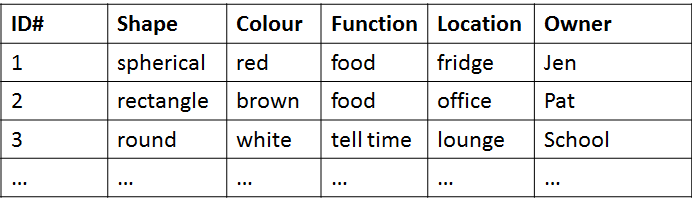 ID# Shape Colour Function Location Owner
1 spherical red food fridge Jen
2 rectangle brown food office Pat
3 round white tell time lounge School
... ... ... ... ... ...